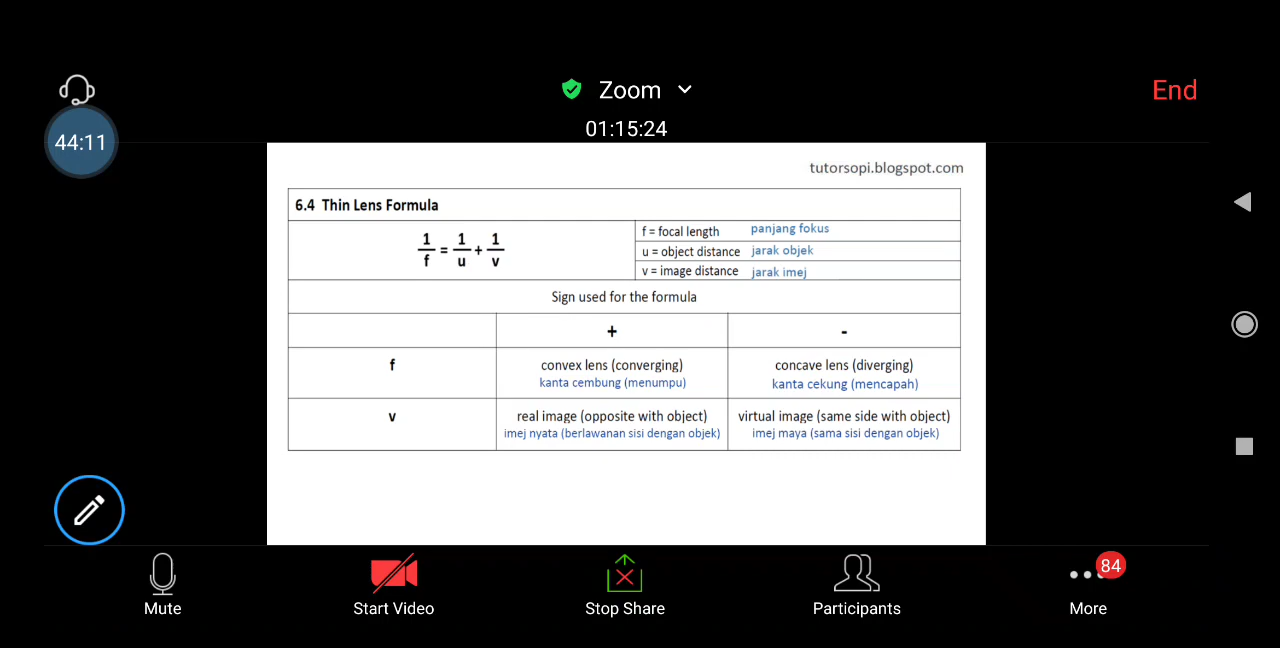 Zoom
End
44:11
01:15:24
tutorsopi.blogspot.com
6.4 Thin Lens Formula
1/f = 1/u + 1/v
f = focal length panjang fokus
u = object distance jarak objek
v = image distance jarak imej
Sign used for the formula
+ -
f convex lens (converging) concave lens (diverging)
kanta cembung (menumpu) kanta cekung (mencapah)
v real image (opposite with object) virtual image (same side with object)
imej nyata (berlawanan sisi dengan objek) imej maya (sama sisi dengan objek)
84
Mute Start Video Stop Share Participants More